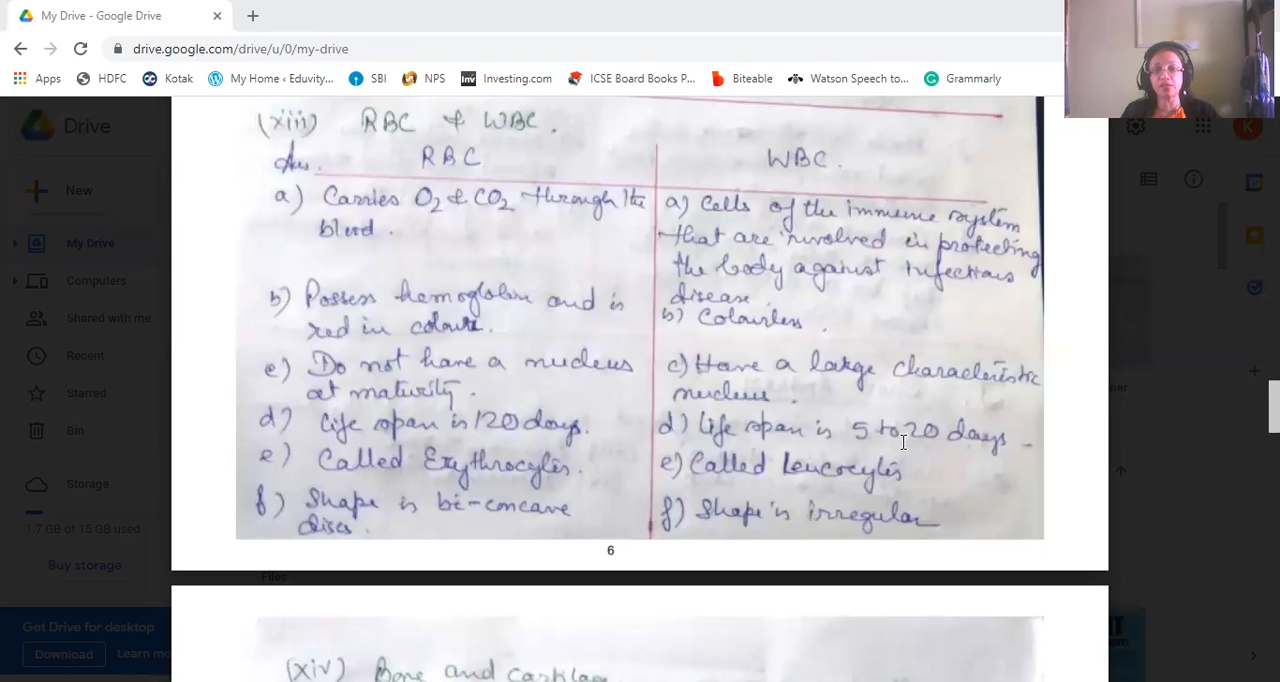 My Drive - Google Drive
drive.google.com/drive/u/0/my-drive
Apps HDFC Kotak My Home ‹ Eduvity... SBI NPS Investing.com ICSE Board Books P... Biteable Watson Speech to... Grammarly
Drive
K
New
My Drive
Computers
Shared with me
Recent
Starred
Bin
Storage
1.7 GB of 15 GB used
Buy storage
Get Drive for desktop
Download Learn mo
(xiii) RBC & WBC.
Ans. RBC
a) Carries O2 & CO2 through the
blood.
b) Possess hemoglobin and is
red in colour.
c) Do not have a nucleus
at maturity.
d) Life span is 120 days.
e) Called Erythrocytes.
f) Shape is bi-concave
discs.
WBC.
a) Cells of the immune system
that are involved in protecting
the body against infectious
disease.
b) Colourless.
c) Have a large characteristic
nucleus.
d) Life span is 5 to 20 days
e) Called Leucocytes
f) Shape is irregular
6
Files
(xiv) Bone and cartilage